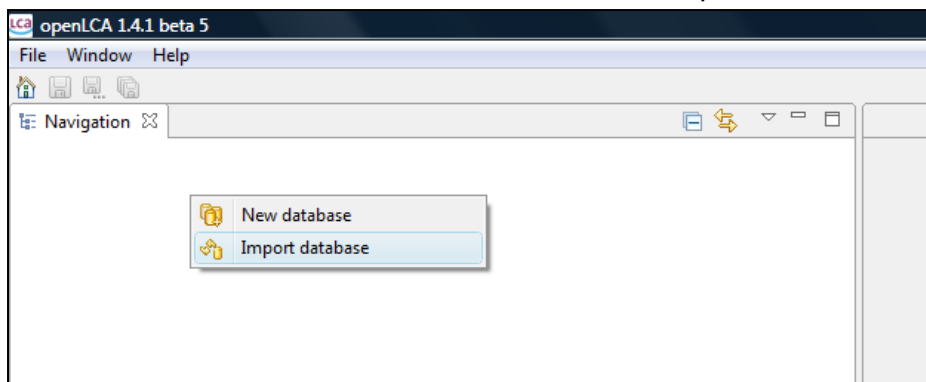 LCA openLCA 1.4.1 beta 5
File Window Help
Navigation
New database
Import database